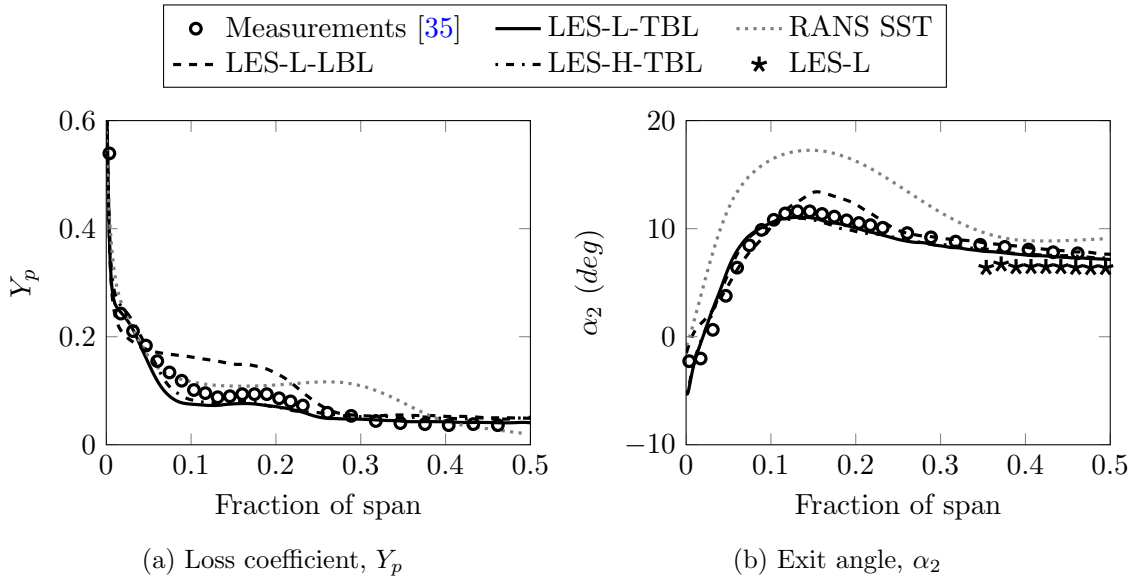 Measurements [35] LES-L-TBL RANS SST
LES-L-LBL LES-H-TBL LES-L
0.6
0.4
0.2
0
Y_p
0 0.1 0.2 0.3 0.4 0.5
Fraction of span
(a) Loss coefficient, Y_p
20
10
0
−10
α_2 (deg)
0 0.1 0.2 0.3 0.4 0.5
Fraction of span
(b) Exit angle, α_2